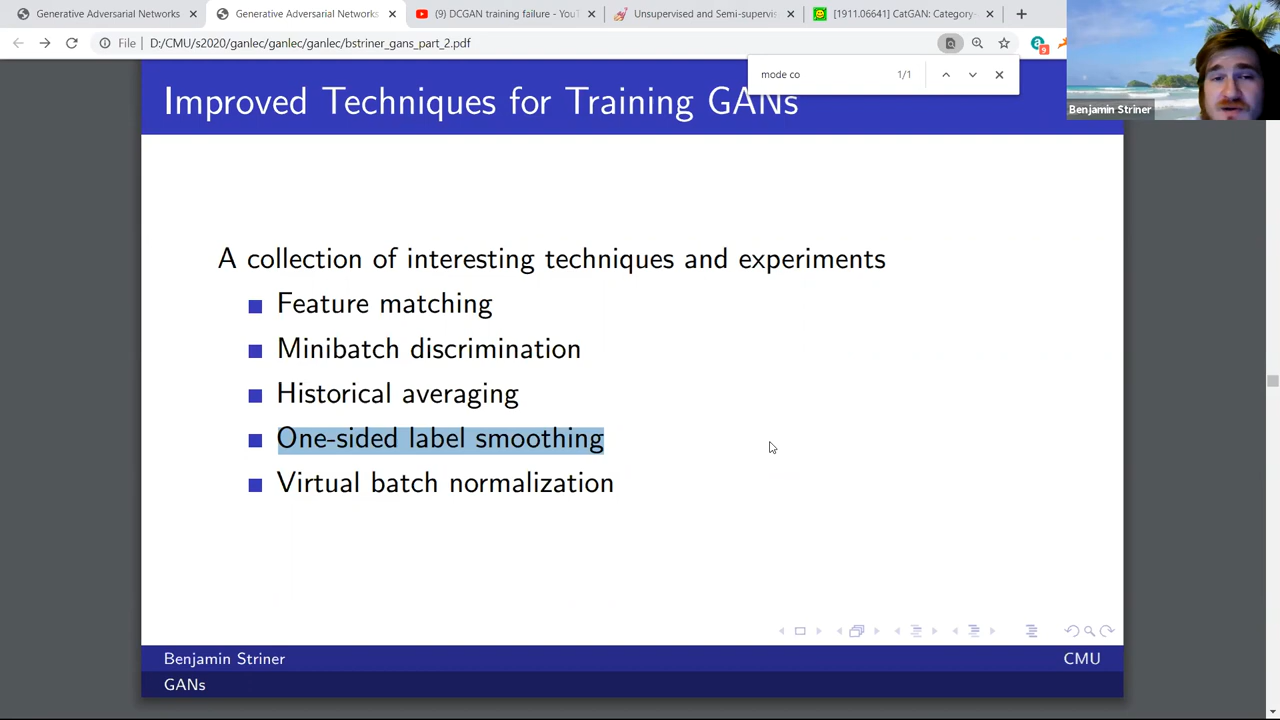 Generative Adversarial Networks
Generative Adversarial Networks
(9) DCGAN training failure - You
Unsupervised and Semi-supervis
[1911.06641] CatGAN: Category-
File
D:/CMU/s2020/ganlec/ganlec/ganlec/bstriner_gans_part_2.pdf
9
mode co
1/1
Benjamin Striner
Improved Techniques for Training GANs
A collection of interesting techniques and experiments
Feature matching
Minibatch discrimination
Historical averaging
One-sided label smoothing
Virtual batch normalization
Benjamin Striner
CMU
GANs